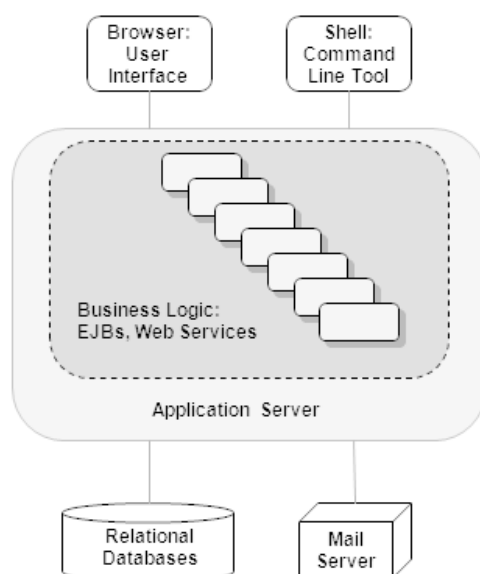 Browser:
User
Interface
Shell:
Command
Line Tool
Business Logic:
EJBs, Web Services
Application Server
Relational
Databases
Mail
Server